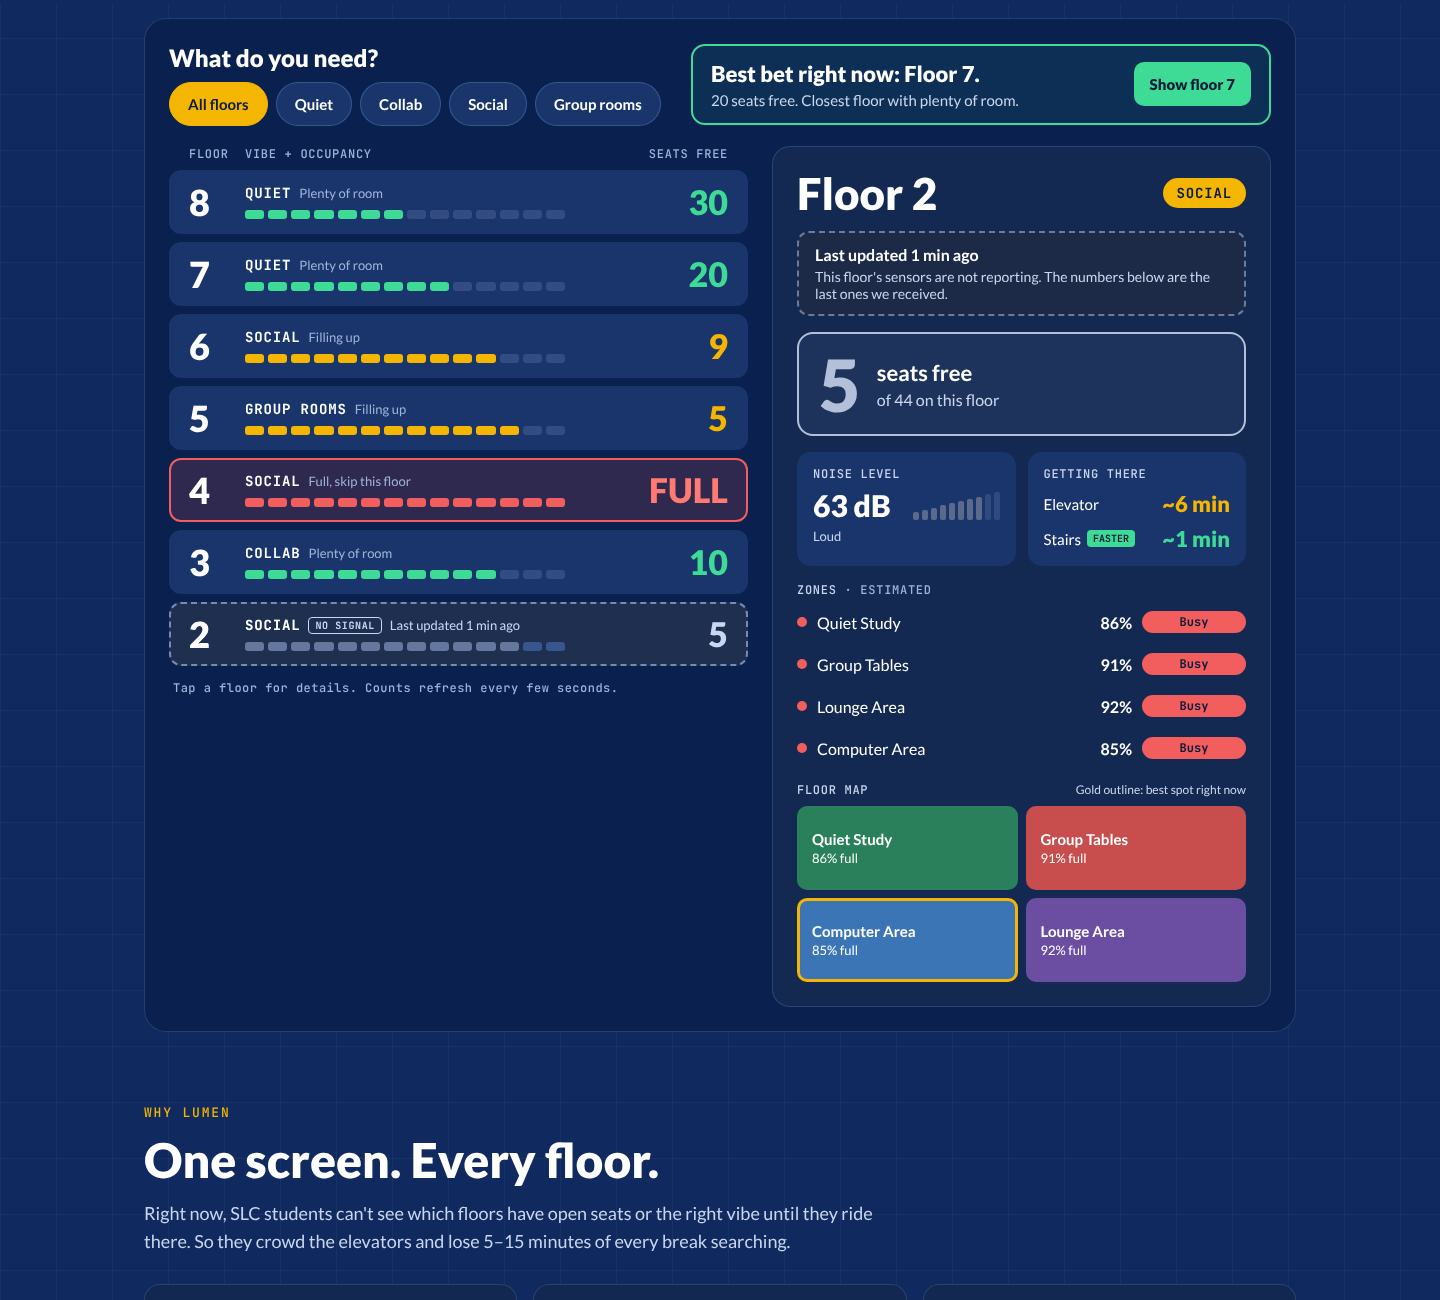 What do you need?
All floors
Quiet
Collab
Social
Group rooms
Best bet right now: Floor 7.
20 seats free. Closest floor with plenty of room.
Show floor 7
FLOOR VIBE + OCCUPANCY SEATS FREE
8 QUIET Plenty of room 30
7 QUIET Plenty of room 20
6 SOCIAL Filling up 9
5 GROUP ROOMS Filling up 5
4 SOCIAL Full, skip this floor FULL
3 COLLAB Plenty of room 10
2 SOCIAL NO SIGNAL Last updated 1 min ago 5
Tap a floor for details. Counts refresh every few seconds.
Floor 2
SOCIAL
Last updated 1 min ago
This floor's sensors are not reporting. The numbers below are the
last ones we received.
5 seats free
of 44 on this floor
NOISE LEVEL
63 dB
Loud
GETTING THERE
Elevator ~6 min
Stairs FASTER ~1 min
ZONES · ESTIMATED
Quiet Study 86% Busy
Group Tables 91% Busy
Lounge Area 92% Busy
Computer Area 85% Busy
FLOOR MAP
Gold outline: best spot right now
Quiet Study
86% full
Group Tables
91% full
Computer Area
85% full
Lounge Area
92% full
WHY LUMEN
One screen. Every floor.
Right now, SLC students can't see which floors have open seats or the right vibe until they ride
there. So they crowd the elevators and lose 5–15 minutes of every break searching.